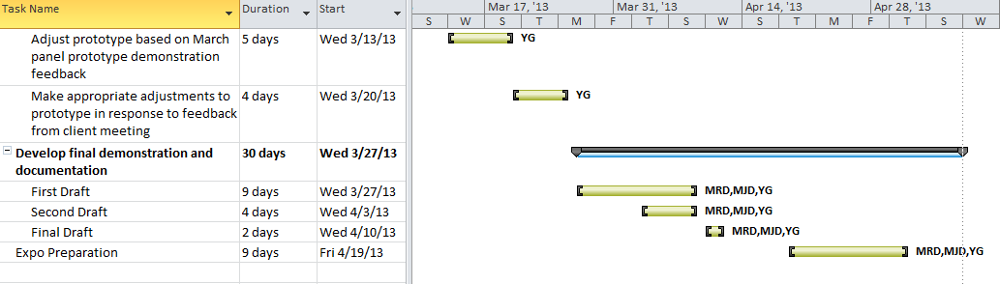 Task Name Duration Start
Mar 17, '13 Mar 31, '13 Apr 14, '13 Apr 28, '13
S W S T M F T S W S T M F T S W
Adjust prototype based on March 5 days Wed 3/13/13 YG
panel prototype demonstration
feedback
Make appropriate adjustments to 4 days Wed 3/20/13 YG
prototype in response to feedback
from client meeting
Develop final demonstration and 30 days Wed 3/27/13
documentation
First Draft 9 days Wed 3/27/13 MRD,MJD,YG
Second Draft 4 days Wed 4/3/13 MRD,MJD,YG
Final Draft 2 days Wed 4/10/13 MRD,MJD,YG
Expo Preparation 9 days Fri 4/19/13 MRD,MJD,YG